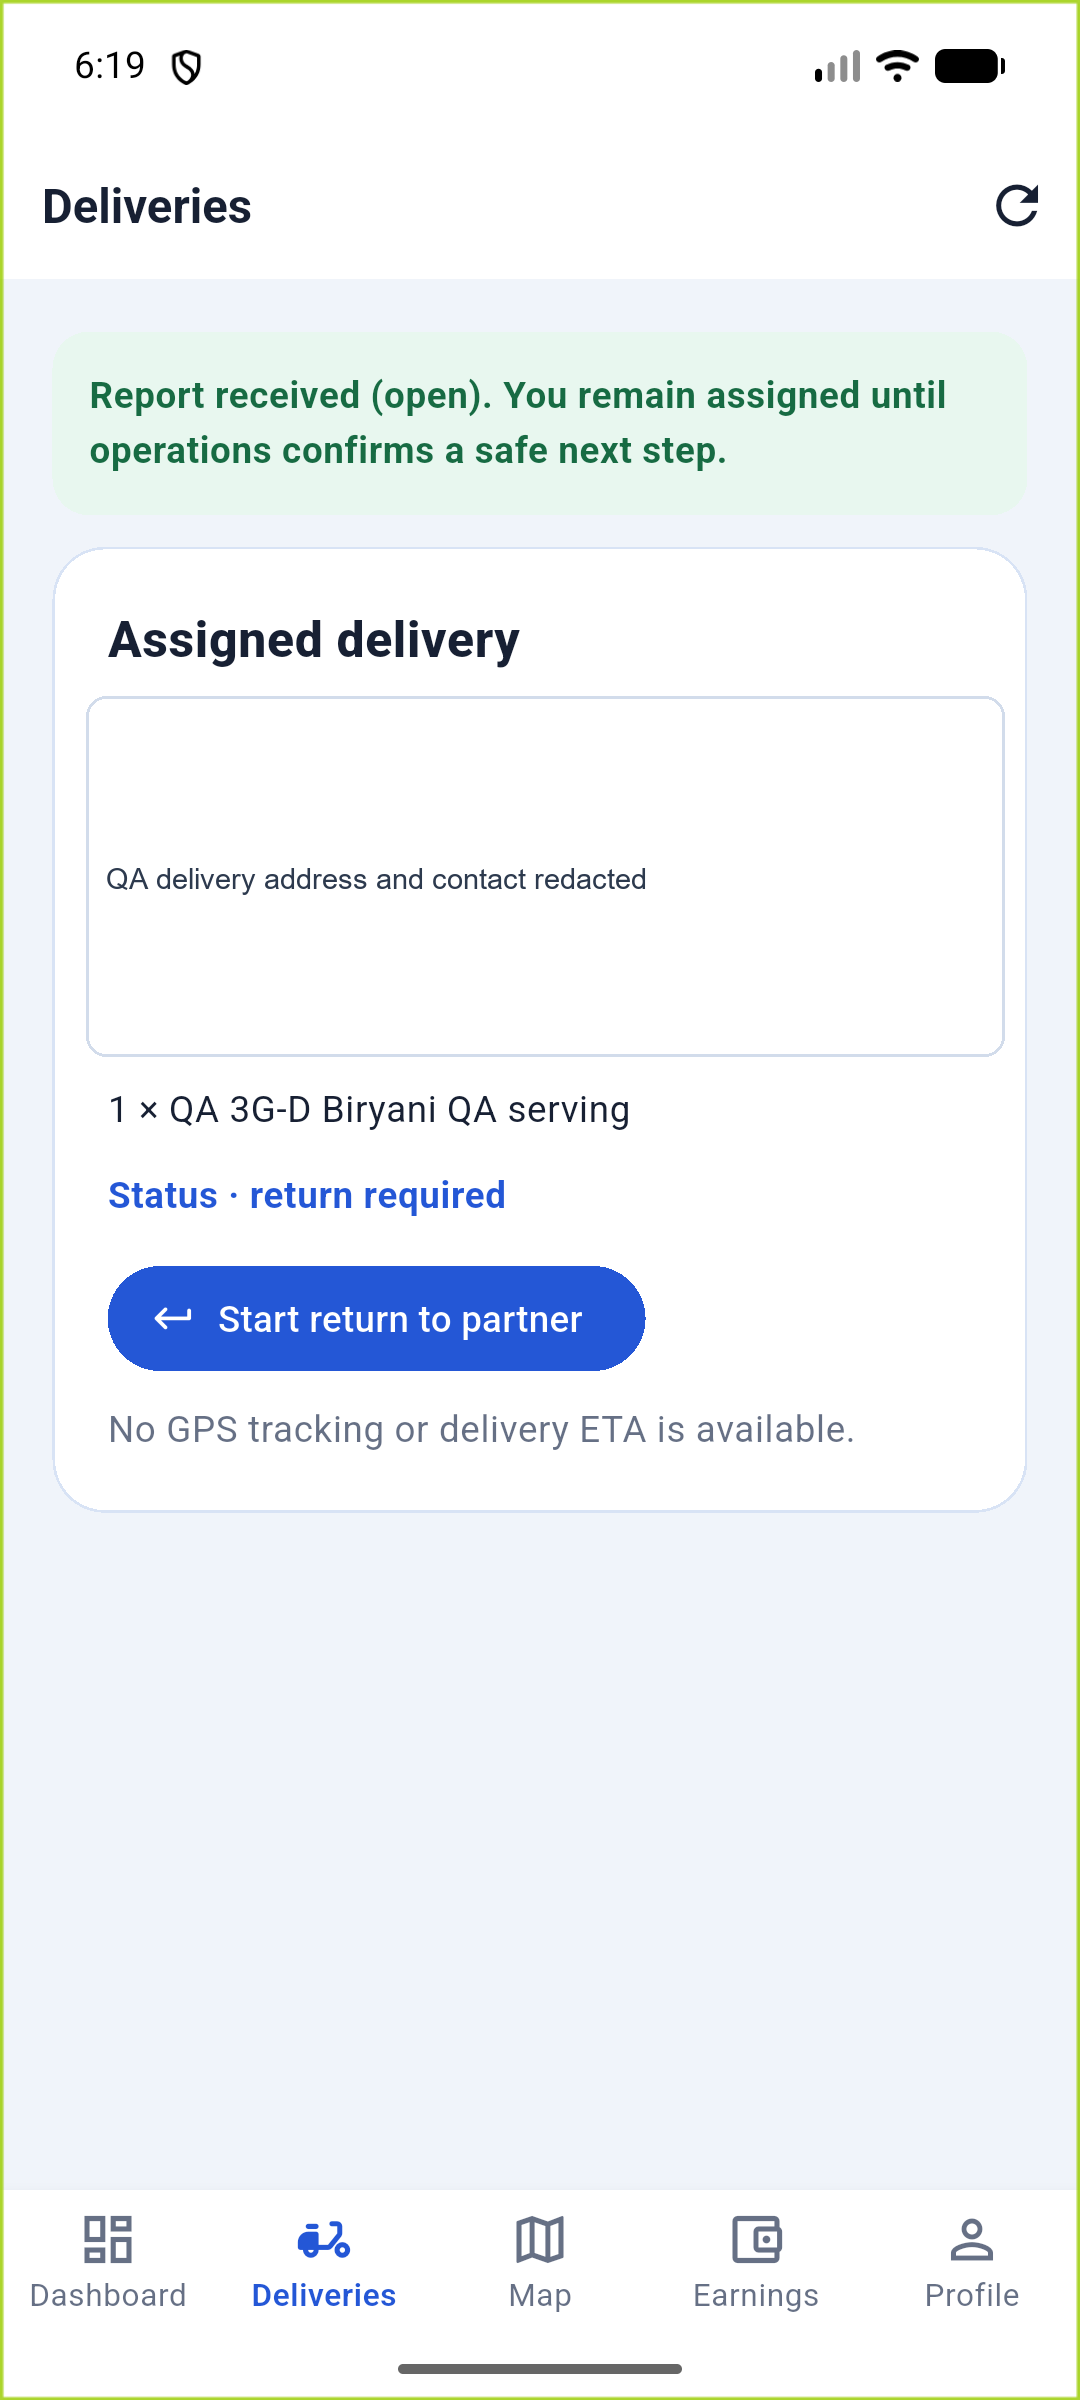 6:19
Deliveries
Report received (open). You remain assigned until
operations confirms a safe next step.
Assigned delivery
QA delivery address and contact redacted
1 × QA 3G-D Biryani QA serving
Status · return required
Start return to partner
No GPS tracking or delivery ETA is available.
Dashboard
Deliveries
Map
Earnings
Profile